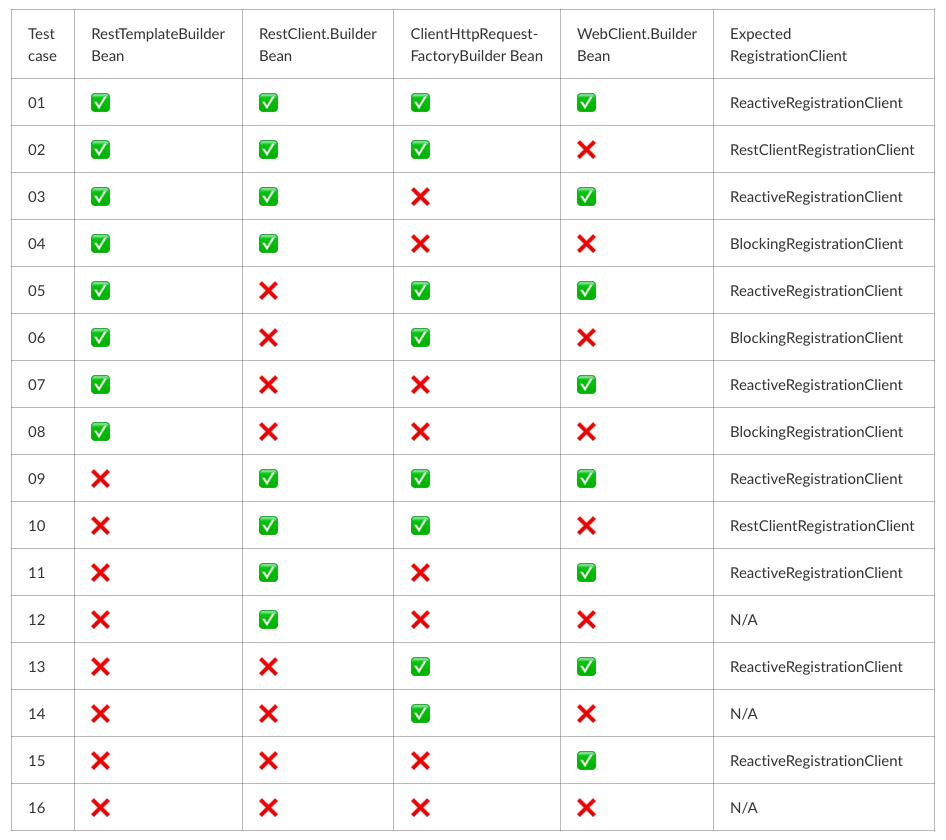 Test case RestTemplateBuilder Bean RestClient.Builder Bean ClientHttpRequest-FactoryBuilder Bean WebClient.Builder Bean Expected RegistrationClient
01 ✅ ✅ ✅ ✅ ReactiveRegistrationClient
02 ✅ ✅ ✅ ❌ RestClientRegistrationClient
03 ✅ ✅ ❌ ✅ ReactiveRegistrationClient
04 ✅ ✅ ❌ ❌ BlockingRegistrationClient
05 ✅ ❌ ✅ ✅ ReactiveRegistrationClient
06 ✅ ❌ ✅ ❌ BlockingRegistrationClient
07 ✅ ❌ ❌ ✅ ReactiveRegistrationClient
08 ✅ ❌ ❌ ❌ BlockingRegistrationClient
09 ❌ ✅ ✅ ✅ ReactiveRegistrationClient
10 ❌ ✅ ✅ ❌ RestClientRegistrationClient
11 ❌ ✅ ❌ ✅ ReactiveRegistrationClient
12 ❌ ✅ ❌ ❌ N/A
13 ❌ ❌ ✅ ✅ ReactiveRegistrationClient
14 ❌ ❌ ✅ ❌ N/A
15 ❌ ❌ ❌ ✅ ReactiveRegistrationClient
16 ❌ ❌ ❌ ❌ N/A